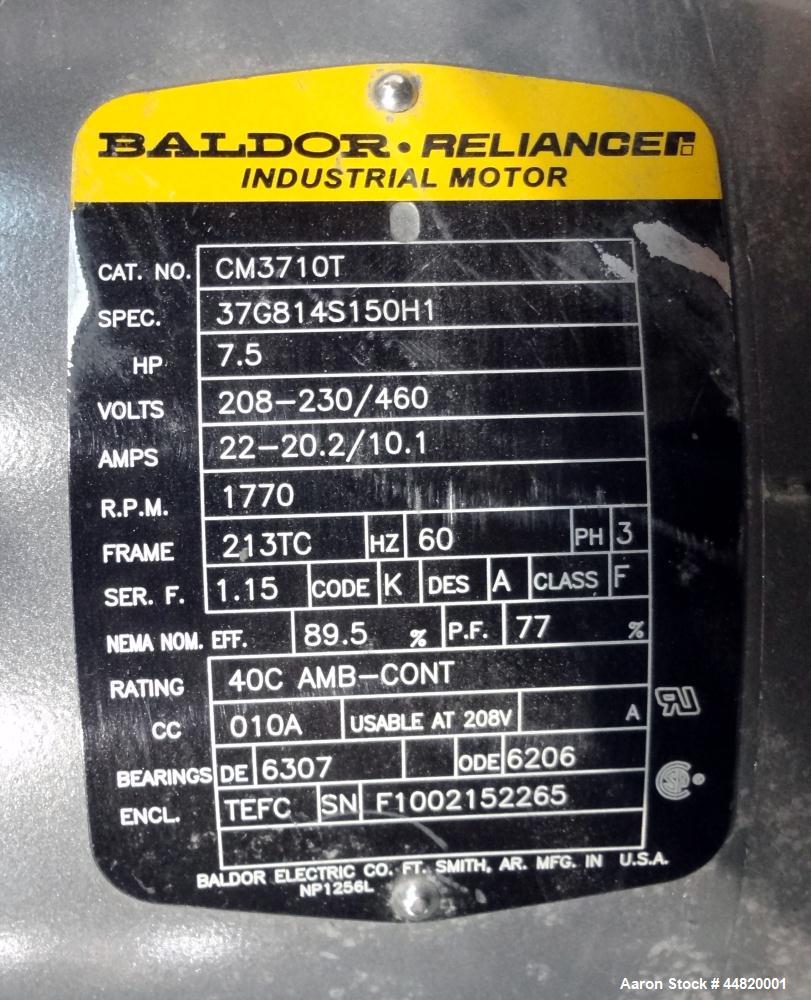 BALDOR • RELIANCER
INDUSTRIAL MOTOR
CAT. NO. CM3710T
SPEC. 37G814S150H1
HP 7.5
VOLTS 208-230/460
AMPS 22-20.2/10.1
R.P.M. 1770
FRAME 213TC HZ 60 PH 3
SER. F. 1.15 CODE K DES A CLASS F
NEMA NOM. EFF. 89.5 % P.F. 77 %
RATING 40C AMB-CONT
CC 010A USABLE AT 208V A
BEARINGS DE 6307 ODE 6206
ENCL. TEFC SN F1002152265
BALDOR ELECTRIC CO. FT. SMITH, AR. MFG. IN U.S.A.
NP1256L
Aaron Stock # 44820001